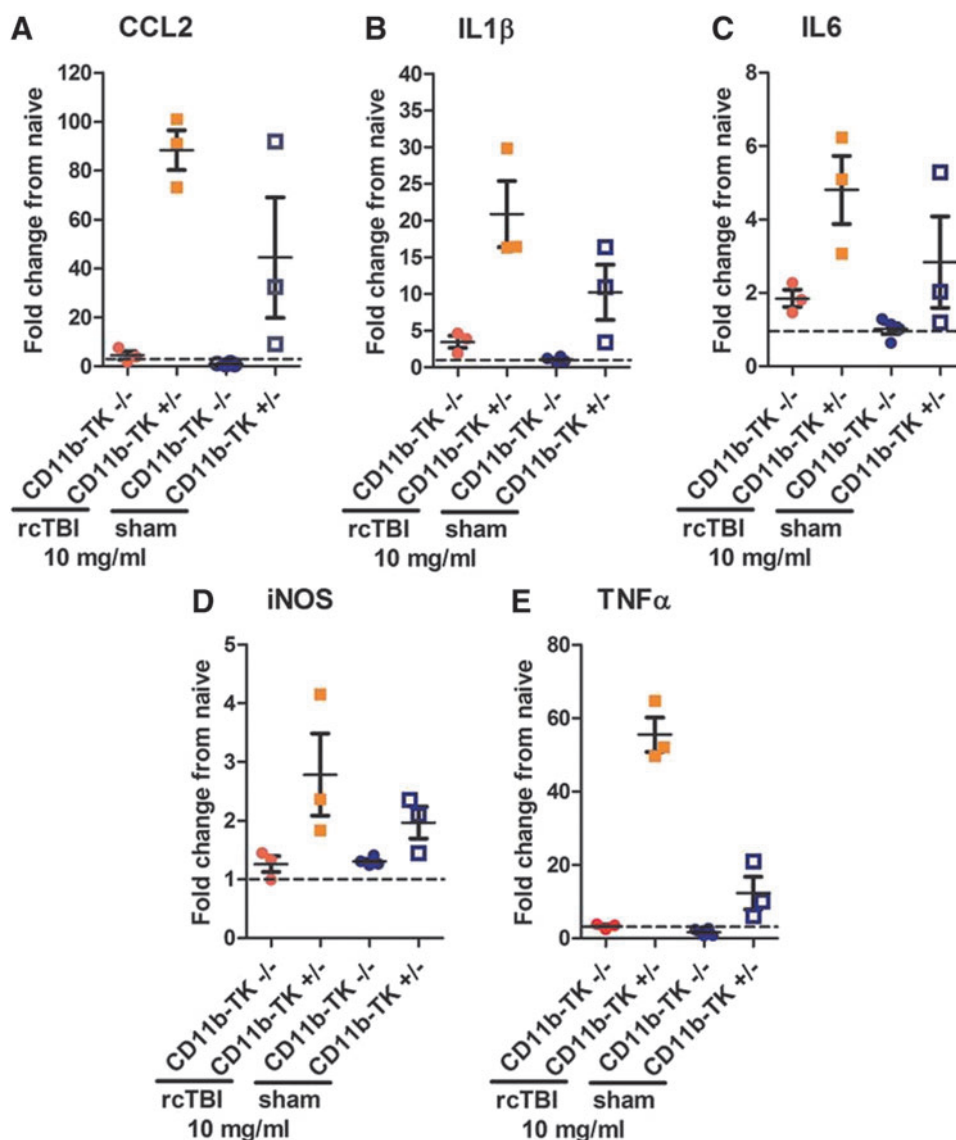 A CCL2
Fold change from naive
120
100
80
60
40
20
0
CD11b-TK -/-
CD11b-TK +/-
CD11b-TK -/-
CD11b-TK +/-
rcTBI sham
10 mg/ml
B IL1β
Fold change from naive
40
35
30
25
20
15
10
5
0
CD11b-TK -/-
CD11b-TK +/-
CD11b-TK -/-
CD11b-TK +/-
rcTBI sham
10 mg/ml
C IL6
Fold change from naive
8
6
4
2
0
CD11b-TK -/-
CD11b-TK +/-
CD11b-TK -/-
CD11b-TK +/-
rcTBI sham
10 mg/ml
D iNOS
Fold change from naive
5
4
3
2
1
0
CD11b-TK -/-
CD11b-TK +/-
CD11b-TK -/-
CD11b-TK +/-
rcTBI sham
10 mg/ml
E TNFα
Fold change from naive
80
60
40
20
0
CD11b-TK -/-
CD11b-TK +/-
CD11b-TK -/-
CD11b-TK +/-
rcTBI sham
10 mg/ml